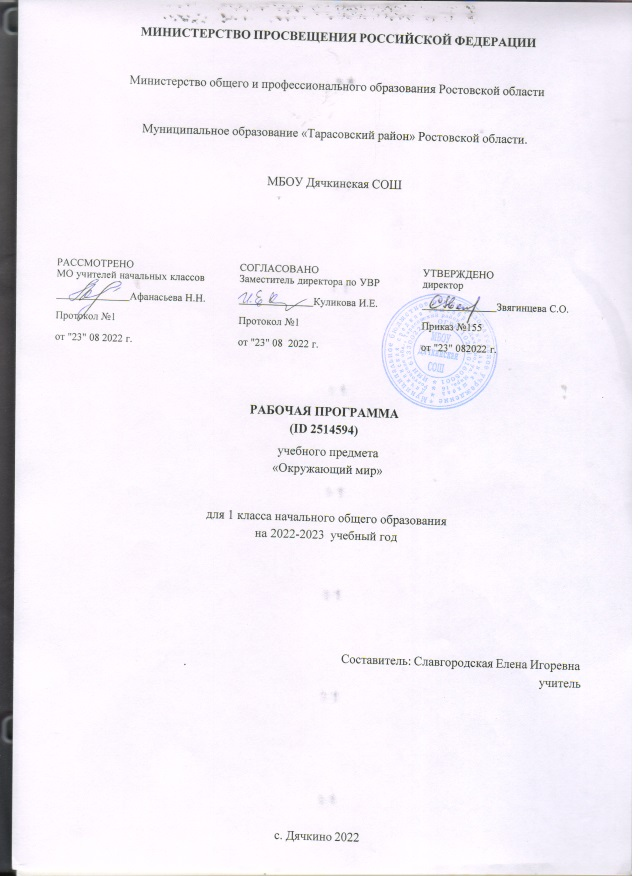 МИНИСТЕРСТВО ПРОСВЕЩЕНИЯ РОССИЙСКОЙ ФЕДЕРАЦИИ
Министерство общего и профессионального образования Ростовской области
Муниципальное образование «Тарасовский район» Ростовской области.
МБОУ Дячкинская СОШ
РАССМОТРЕНО
МО учителей начальных классов
Афанасьева Н.Н.
Протокол №1
от "23" 08 2022 г.
СОГЛАСОВАНО
Заместитель директора по УВР
Куликова И.Е.
Протокол №1
от "23" 08 2022 г.
УТВЕРЖДЕНО
директор
Звягинцева С.О.
Приказ №155
от "23" 082022 г.
МБОУ
ДЯЧКИНСКАЯ
СОШ
РАБОЧАЯ ПРОГРАММА
(ID 2514594)
учебного предмета
«Окружающий мир»
для 1 класса начального общего образования
на 2022-2023 учебный год
Составитель: Славгородская Елена Игоревна
учитель
с. Дячкино 2022